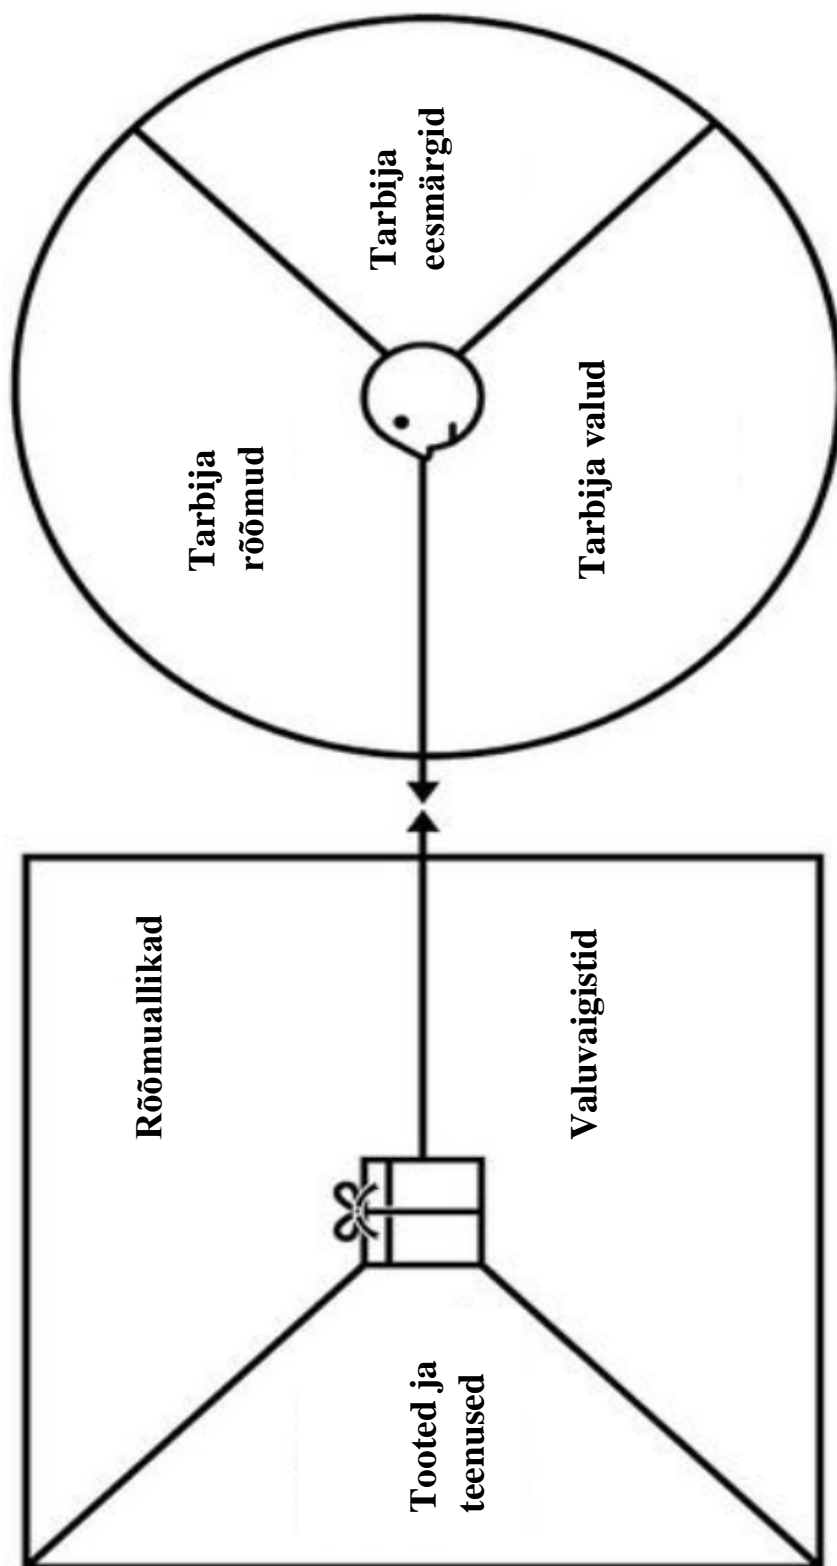 Rõõmuallikad
Tooted ja
teenused
Valuvaigistid
Tarbija
rõõmud
Tarbija
eesmärgid
Tarbija valud